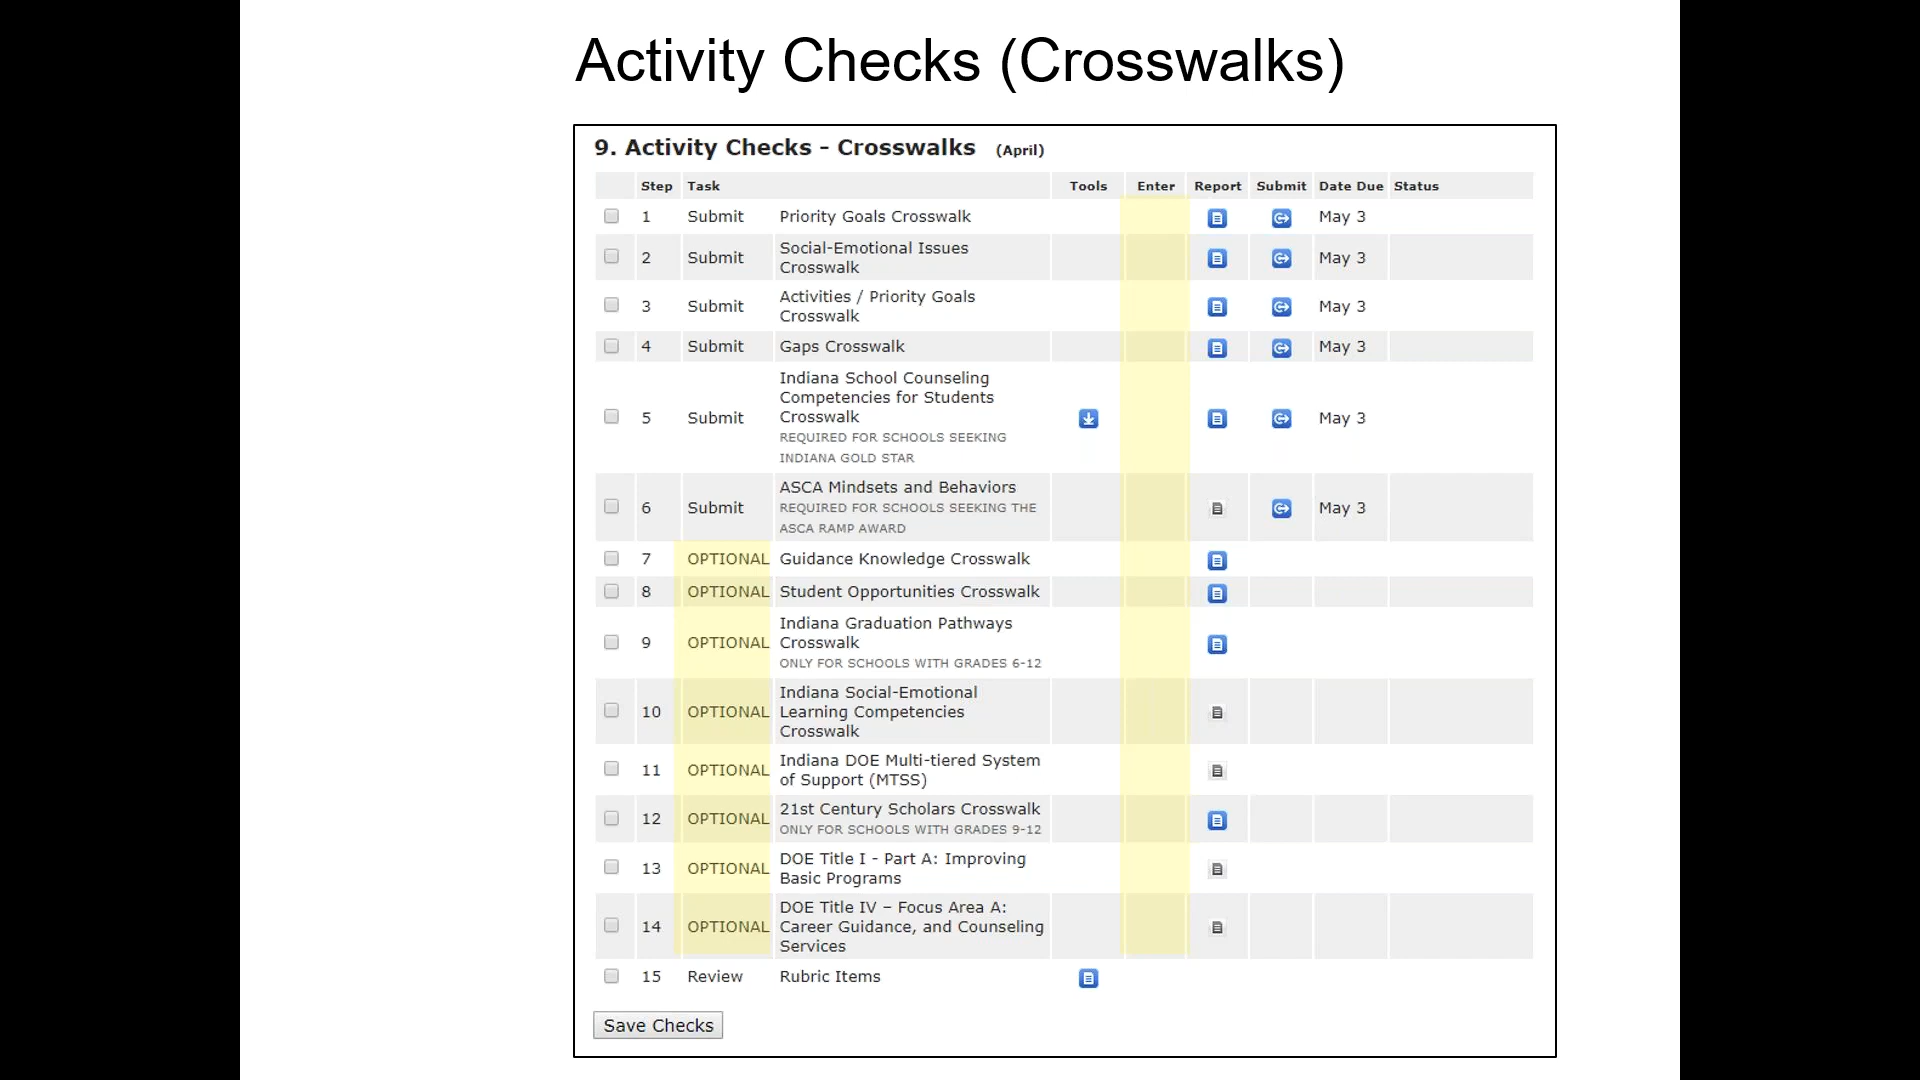 Activity Checks (Crosswalks)
9. Activity Checks - Crosswalks (April)
Step Task Tools Enter Report Submit Date Due Status
1 Submit Priority Goals Crosswalk May 3
2 Submit Social-Emotional Issues Crosswalk May 3
3 Submit Activities / Priority Goals Crosswalk May 3
4 Submit Gaps Crosswalk May 3
5 Submit Indiana School Counseling Competencies for Students Crosswalk REQUIRED FOR SCHOOLS SEEKING INDIANA GOLD STAR May 3
6 Submit ASCA Mindsets and Behaviors REQUIRED FOR SCHOOLS SEEKING THE ASCA RAMP AWARD May 3
7 OPTIONAL Guidance Knowledge Crosswalk
8 OPTIONAL Student Opportunities Crosswalk
9 OPTIONAL Indiana Graduation Pathways Crosswalk ONLY FOR SCHOOLS WITH GRADES 6-12
10 OPTIONAL Indiana Social-Emotional Learning Competencies Crosswalk
11 OPTIONAL Indiana DOE Multi-tiered System of Support (MTSS)
12 OPTIONAL 21st Century Scholars Crosswalk ONLY FOR SCHOOLS WITH GRADES 9-12
13 OPTIONAL DOE Title I - Part A: Improving Basic Programs
14 OPTIONAL DOE Title IV – Focus Area A: Career Guidance, and Counseling Services
15 Review Rubric Items
Save Checks